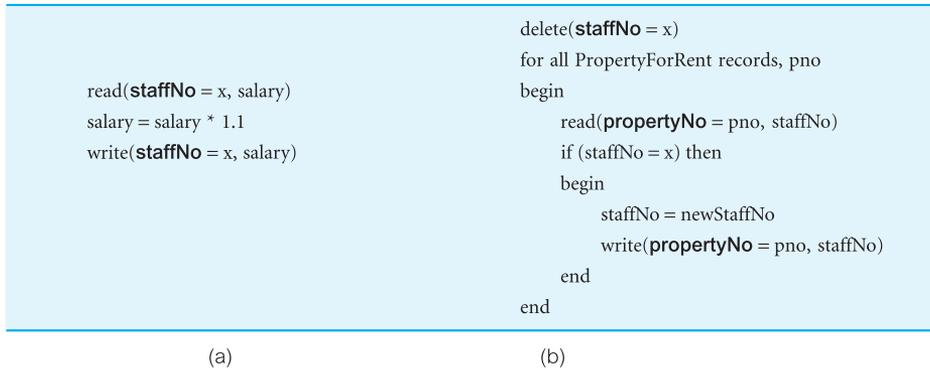 read(staffNo = x, salary)
salary = salary * 1.1
write(staffNo = x, salary)
delete(staffNo = x)
for all PropertyForRent records, pno
begin
read(propertyNo = pno, staffNo)
if (staffNo = x) then
begin
staffNo = newStaffNo
write(propertyNo = pno, staffNo)
end
end
(a)
(b)